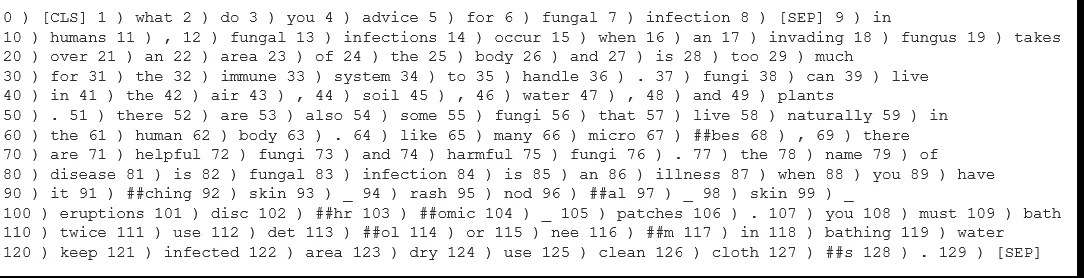 0 ) [CLS] 1 ) what 2 ) do 3 ) you 4 ) advice 5 ) for 6 ) fungal 7 ) infection 8 ) [SEP] 9 ) in
10 ) humans 11 ) , 12 ) fungal 13 ) infections 14 ) occur 15 ) when 16 ) an 17 ) invading 18 ) fungus 19 ) takes
20 ) over 21 ) an 22 ) area 23 ) of 24 ) the 25 ) body 26 ) and 27 ) is 28 ) too 29 ) much
30 ) for 31 ) the 32 ) immune 33 ) system 34 ) to 35 ) handle 36 ) . 37 ) fungi 38 ) can 39 ) live
40 ) in 41 ) the 42 ) air 43 ) , 44 ) soil 45 ) , 46 ) water 47 ) , 48 ) and 49 ) plants
50 ) . 51 ) there 52 ) are 53 ) also 54 ) some 55 ) fungi 56 ) that 57 ) live 58 ) naturally 59 ) in
60 ) the 61 ) human 62 ) body 63 ) . 64 ) like 65 ) many 66 ) micro 67 ) ##bes 68 ) , 69 ) there
70 ) are 71 ) helpful 72 ) fungi 73 ) and 74 ) harmful 75 ) fungi 76 ) . 77 ) the 78 ) name 79 ) of
80 ) disease 81 ) is 82 ) fungal 83 ) infection 84 ) is 85 ) an 86 ) illness 87 ) when 88 ) you 89 ) have
90 ) it 91 ) ##ching 92 ) skin 93 ) _ 94 ) rash 95 ) nod 96 ) ##al 97 ) _ 98 ) skin 99 ) _
100 ) eruptions 101 ) disc 102 ) ##hr 103 ) ##omic 104 ) _ 105 ) patches 106 ) . 107 ) you 108 ) must 109 ) bath
110 ) twice 111 ) use 112 ) det 113 ) ##ol 114 ) or 115 ) nee 116 ) ##m 117 ) in 118 ) bathing 119 ) water
120 ) keep 121 ) infected 122 ) area 123 ) dry 124 ) use 125 ) clean 126 ) cloth 127 ) ##s 128 ) . 129 ) [SEP]